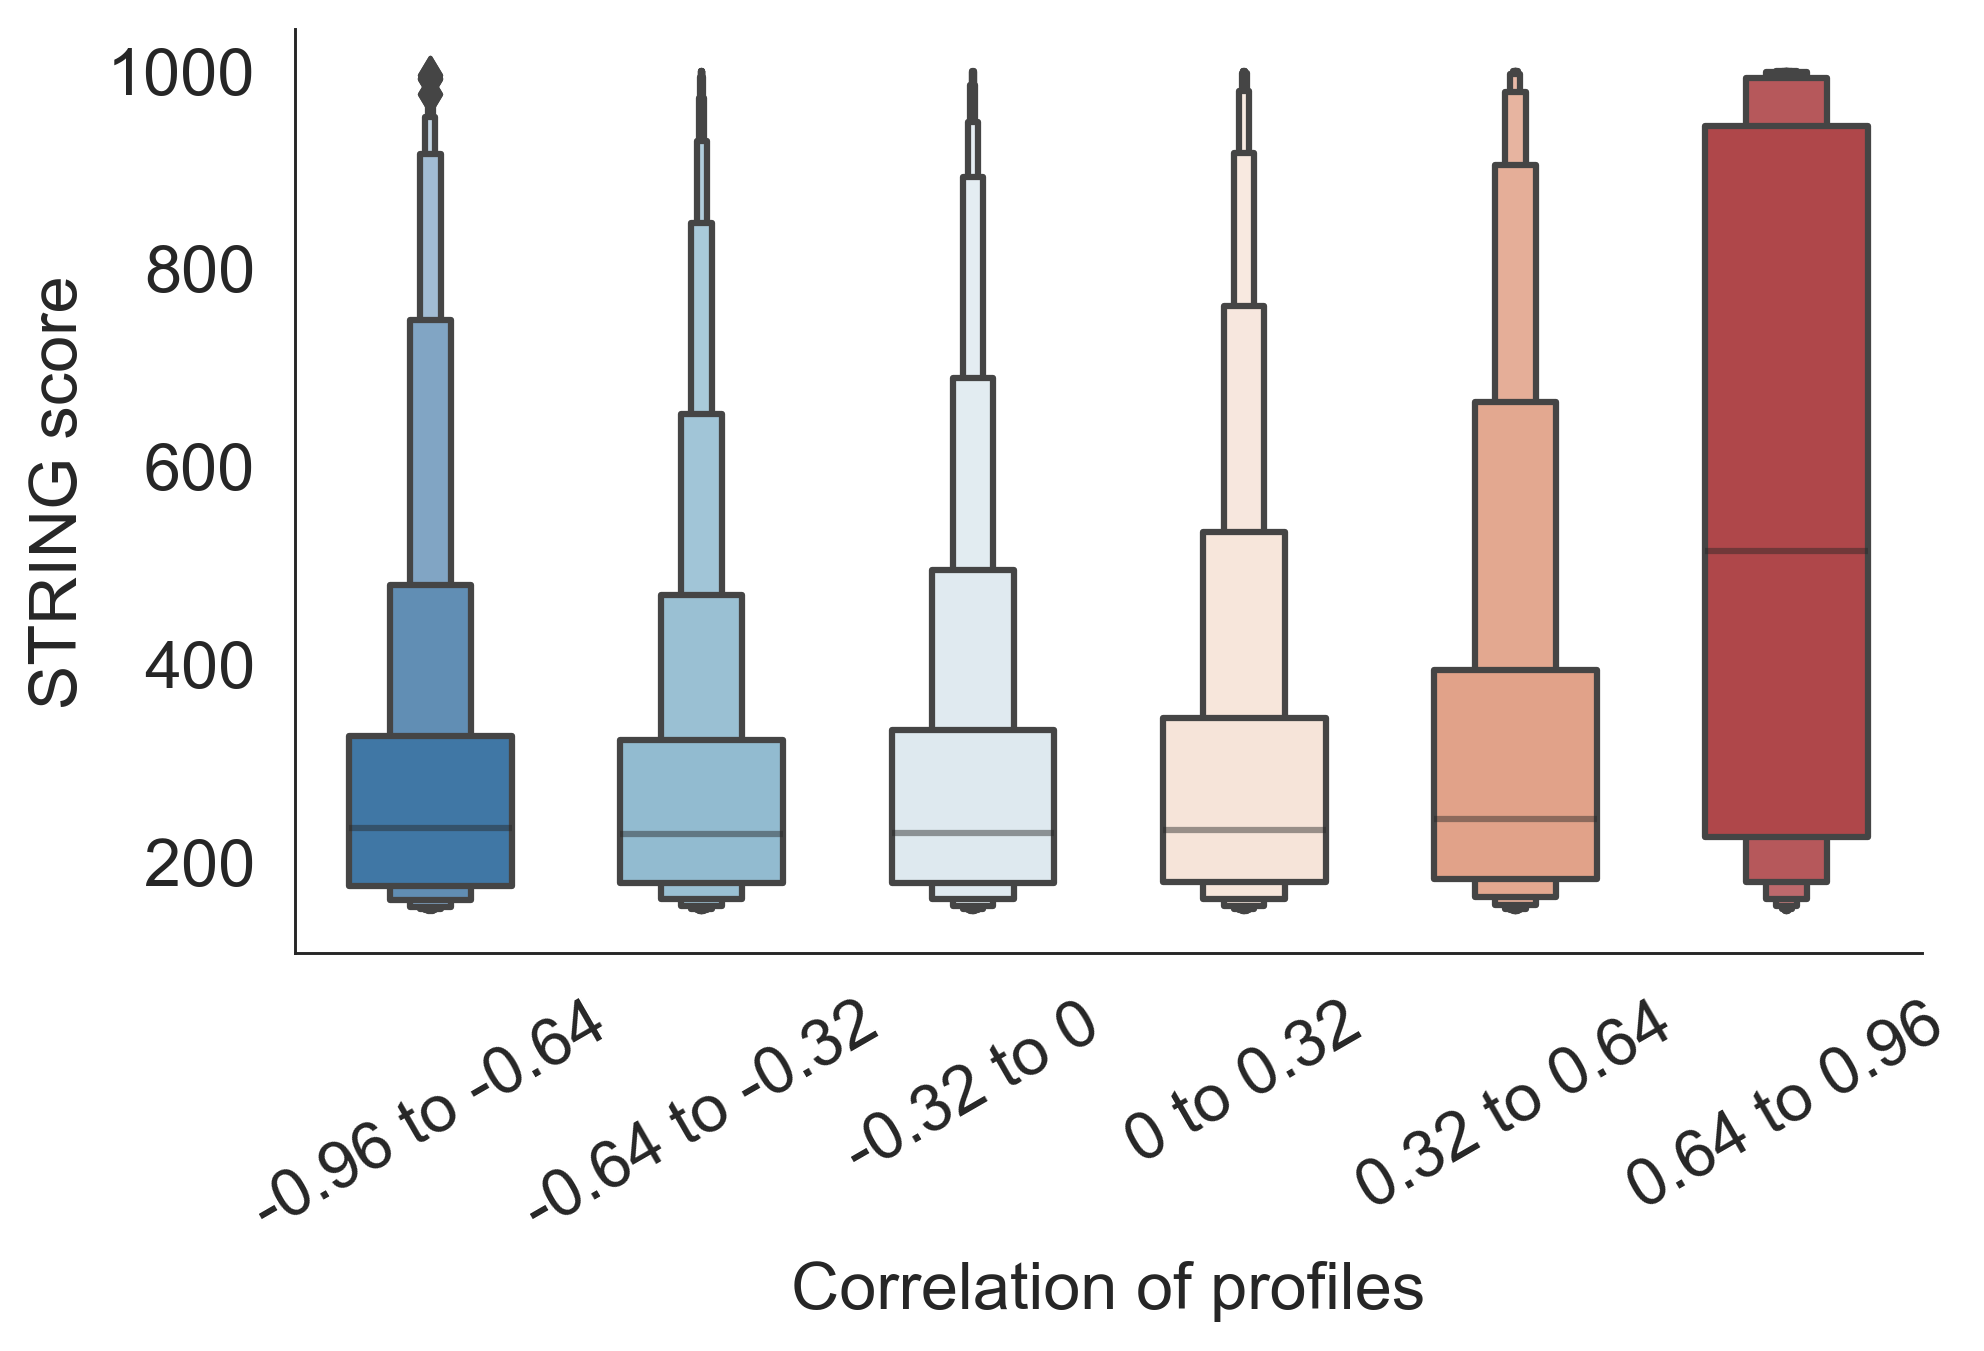 1000
800
600
400
200
STRING score
-0.96 to -0.64
-0.64 to -0.32
-0.32 to 0
0 to 0.32
0.32 to 0.64
0.64 to 0.96
Correlation of profiles